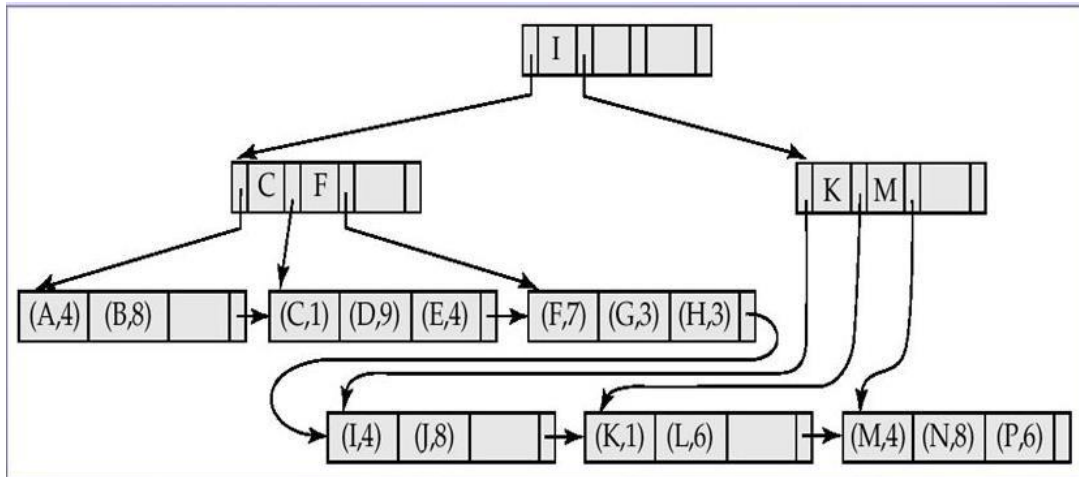 I
C F
K M
(A,4) (B,8)
(C,1) (D,9) (E,4)
(F,7) (G,3) (H,3)
(I,4) (J,8)
(K,1) (L,6)
(M,4) (N,8) (P,6)